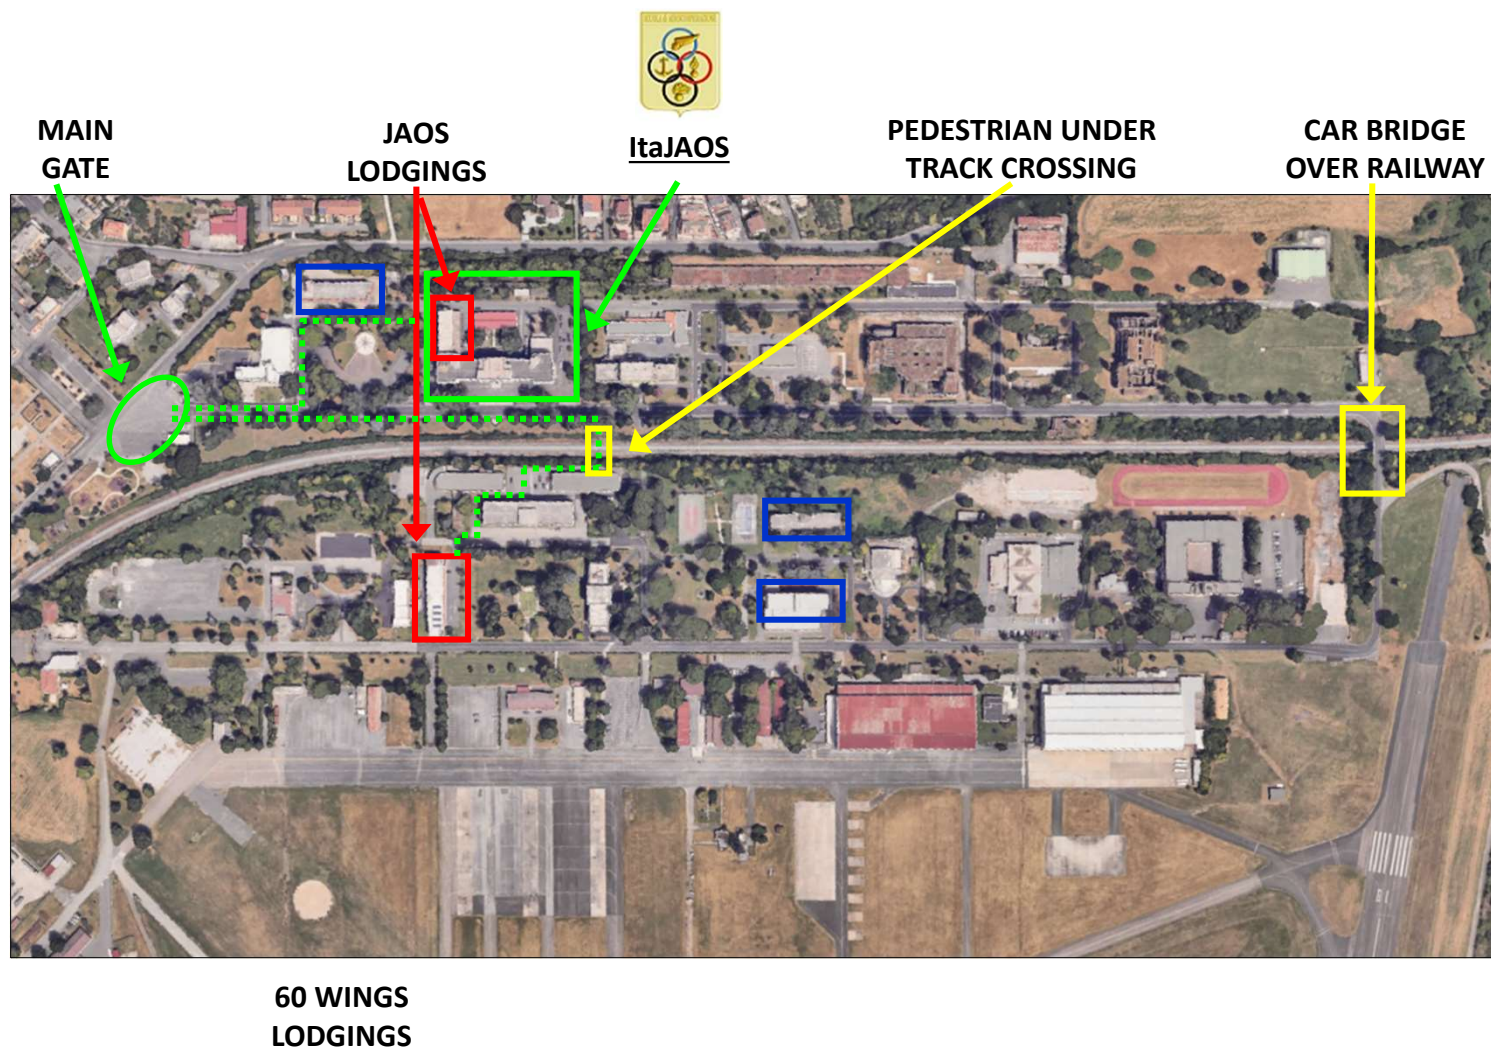 MAIN
GATE
JAOS
LODGINGS
ItaJAOS
PEDESTRIAN UNDER
TRACK CROSSING
CAR BRIDGE
OVER RAILWAY
60 WINGS
LODGINGS